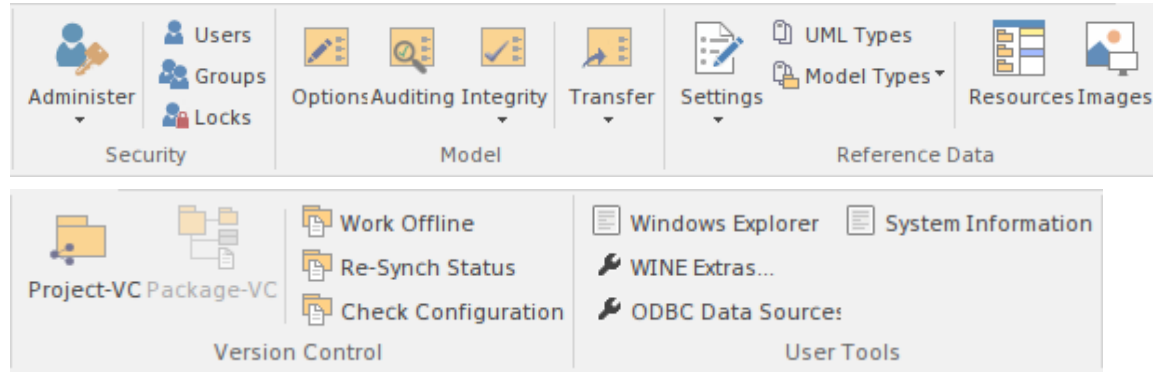 Administer
Users
Groups
Locks
Security
Options Auditing Integrity Transfer
Model
Settings
UML Types
Model Types
Resources Images
Reference Data
Project-VC Package-VC
Work Offline
Re-Synch Status
Check Configuration
Version Control
Windows Explorer System Information
WINE Extras...
ODBC Data Sources
User Tools